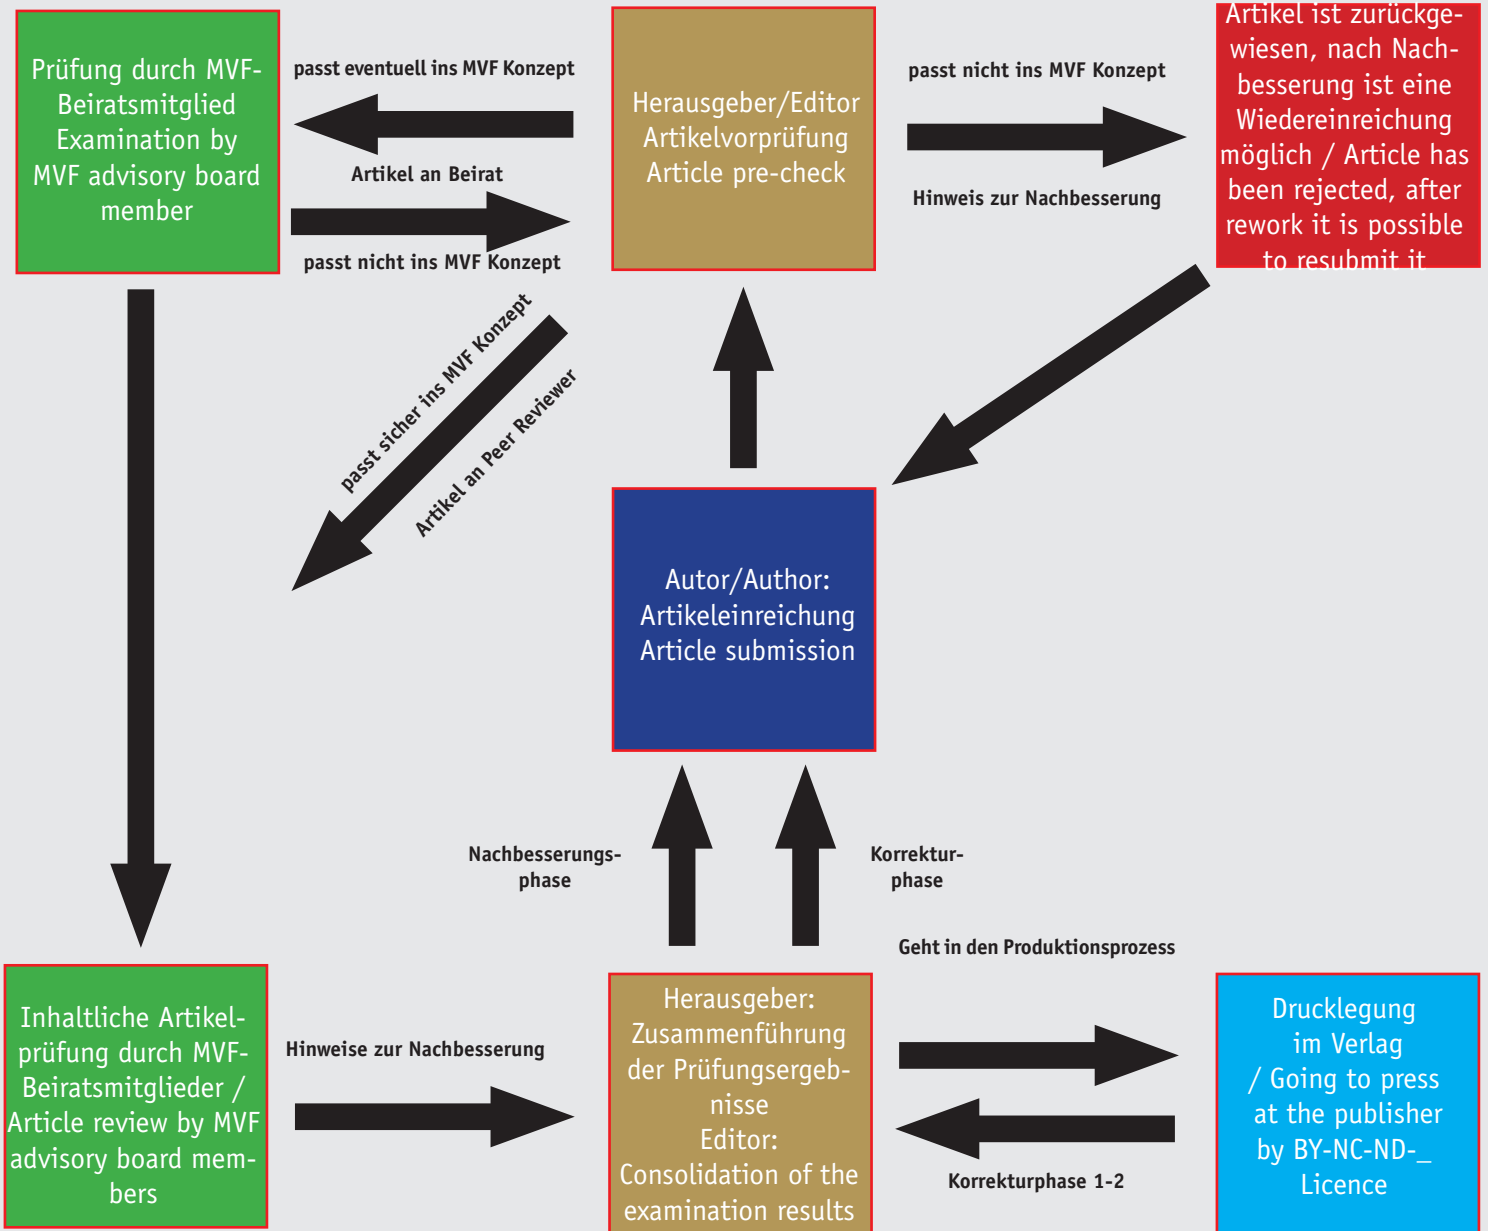 Prüfung durch MVF-
Beiratsmitglied
Examination by
MVF advisory board
member
passt eventuell ins MVF Konzept
Artikel an Beirat
passt nicht ins MVF Konzept
Herausgeber/Editor
Artikelvorprüfung
Article pre-check
passt nicht ins MVF Konzept
Hinweis zur Nachbesserung
Artikel ist zurückge-
wiesen, nach Nach-
besserung ist eine
Wiedereinreichung
möglich / Article has
been rejected, after
rework it is possible
to resubmit it
passt sicher ins MVF Konzept
Artikel an Peer Reviewer
Autor/Author:
Artikeleinreichung
Article submission
Nachbesserungs-
phase
Korrektur-
phase
Geht in den Produktionsprozess
Inhaltliche Artikel-
prüfung durch MVF-
Beiratsmitglieder /
Article review by MVF
advisory board mem-
bers
Hinweise zur Nachbesserung
Herausgeber:
Zusammenführung
der Prüfungsergeb-
nisse
Editor:
Consolidation of the
examination results
Korrekturphase 1-2
Drucklegung
im Verlag
/ Going to press
at the publisher
by BY-NC-ND-_
Licence